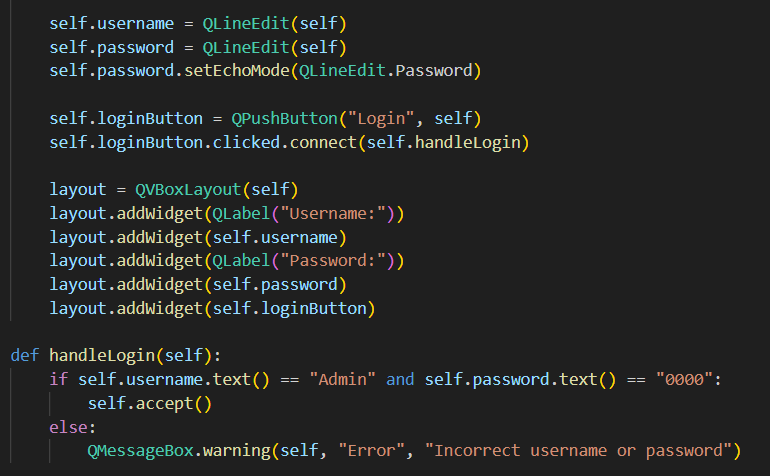 self.username = QLineEdit(self)
self.password = QLineEdit(self)
self.password.setEchoMode(QLineEdit.Password)
self.loginButton = QPushButton("Login", self)
self.loginButton.clicked.connect(self.handleLogin)
layout = QVBoxLayout(self)
layout.addWidget(QLabel("Username:"))
layout.addWidget(self.username)
layout.addWidget(QLabel("Password:"))
layout.addWidget(self.password)
layout.addWidget(self.loginButton)
def handleLogin(self):
if self.username.text() == "Admin" and self.password.text() == "0000":
self.accept()
else:
QMessageBox.warning(self, "Error", "Incorrect username or password")